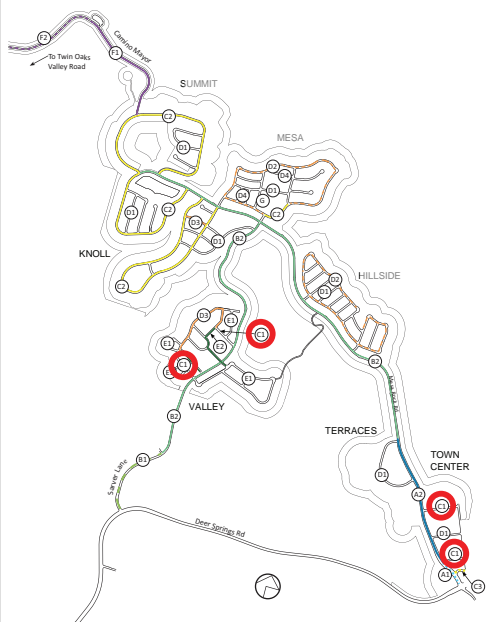 F2
F1
Camino Mayor
To Twin Oaks
Valley Road
SUMMIT
C2
D1
MESA
D2
D4
D1
D4
G
C2
D1
C2
D3
D1
B2
KNOLL
C2
HILLSIDE
D2
D1
D3
E1
C1
E1
E2
C1
E1
B2
VALLEY
B2
TERRACES
TOWN
CENTER
B1
D1
Sarver Lane
A2
C1
Deer Springs Rd
D1
C1
A1
C3